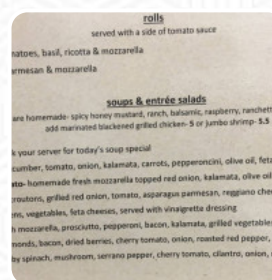 rolls
served with a side of tomato sauce
matoes, basil, ricotta & mozzarella
armesan & mozzarella
soups & entrée salads
are homemade- spicy honey mustard, ranch, balsamic, raspberry, ranchett
add marinated blackened grilled chicken- 5 or jumbo shrimp- 5.5
k your server for today's soup special
cumber, tomato, onion, kalamata, carrots, pepperoncini, olive oil, feta
ato- homemade fresh mozzarella topped red onion, kalamata, olive oil
routons, grilled red onion, tomato, asparagus parmesan, reggiano chee
ns, vegetables, feta cheeses, served with vinaigrette dressing
h mozzarella, prosciutto, pepperoni, bacon, kalamata, grilled vegetable
monds, bacon, dried berries, cherry tomato, onion, roasted red pepper,
by spinach, mushroom, serrano pepper, cherry tomato, cilantro, onion,